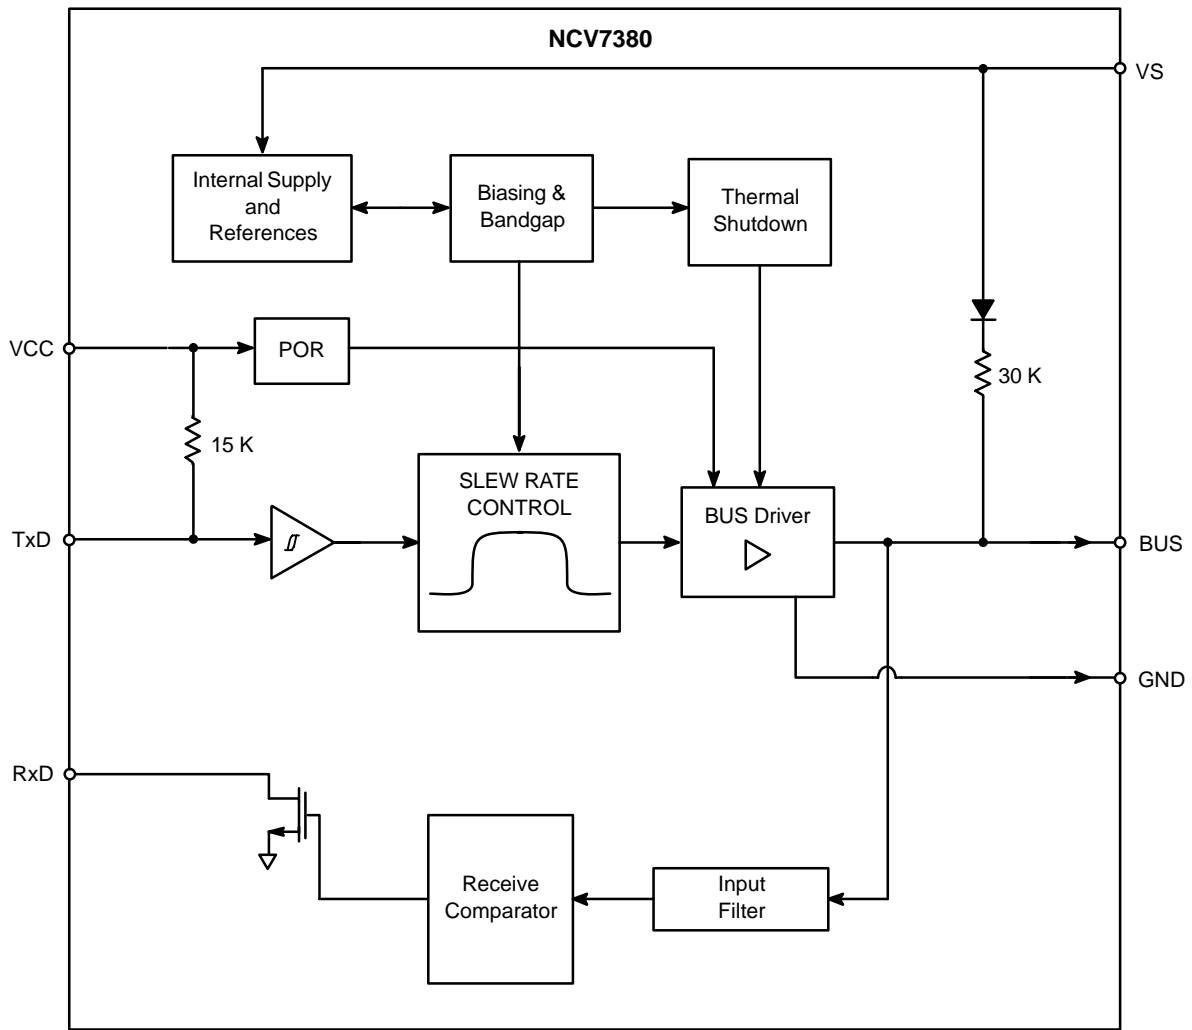 NCV7380
VS
Internal Supply
and
References
Biasing &
Bandgap
Thermal
Shutdown
VCC
POR
30 K
15 K
SLEW RATE
CONTROL
BUS Driver
TxD
BUS
GND
RxD
Receive
Comparator
Input
Filter